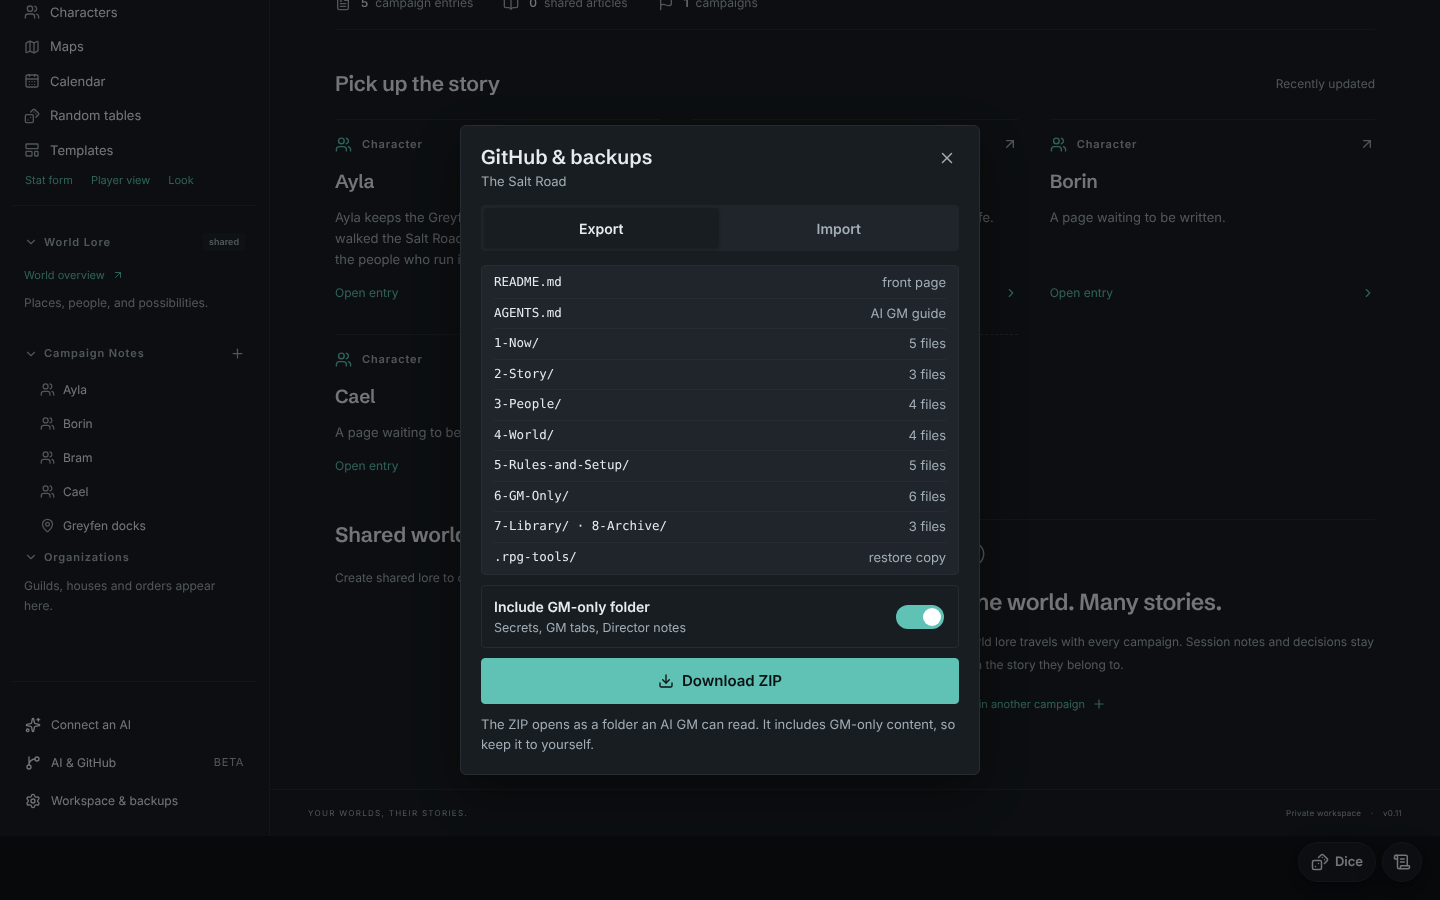 Characters
Maps
Calendar
Random tables
Templates
Stat form Player view Look
World Lore shared
World overview
Places, people, and possibilities.
Campaign Notes
Ayla
Borin
Bram
Cael
Greyfen docks
Organizations
Guilds, houses and orders appear
here.
Connect an AI
AI & GitHub BETA
Workspace & backups
5 campaign entries 0 shared articles 1 campaigns
Pick up the story Recently updated
Character
Ayla
Ayla keeps the Greyf
walked the Salt Road
the people who run i
Open entry
fe.
Character
Borin
A page waiting to be written.
Open entry
Character
Cael
A page waiting to be
Open entry
Shared world
Create shared lore to
ne world. Many stories.
ld lore travels with every campaign. Session notes and decisions stay
the story they belong to.
in another campaign
GitHub & backups
The Salt Road
Export Import
README.md front page
AGENTS.md AI GM guide
1-Now/ 5 files
2-Story/ 3 files
3-People/ 4 files
4-World/ 4 files
5-Rules-and-Setup/ 5 files
6-GM-Only/ 6 files
7-Library/ · 8-Archive/ 3 files
.rpg-tools/ restore copy
Include GM-only folder
Secrets, GM tabs, Director notes
Download ZIP
The ZIP opens as a folder an AI GM can read. It includes GM-only content, so
keep it to yourself.
YOUR WORLDS, THEIR STORIES. Private workspace · v0.11
Dice